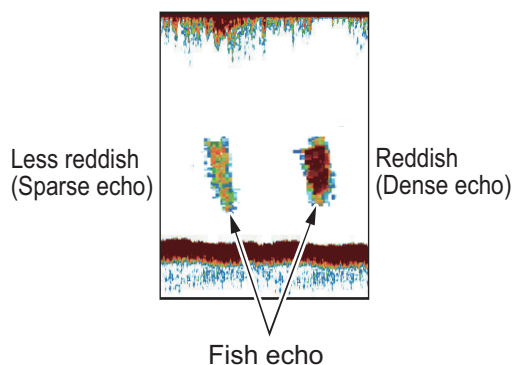 Less reddish
(Sparse echo)
Reddish
(Dense echo)
Fish echo